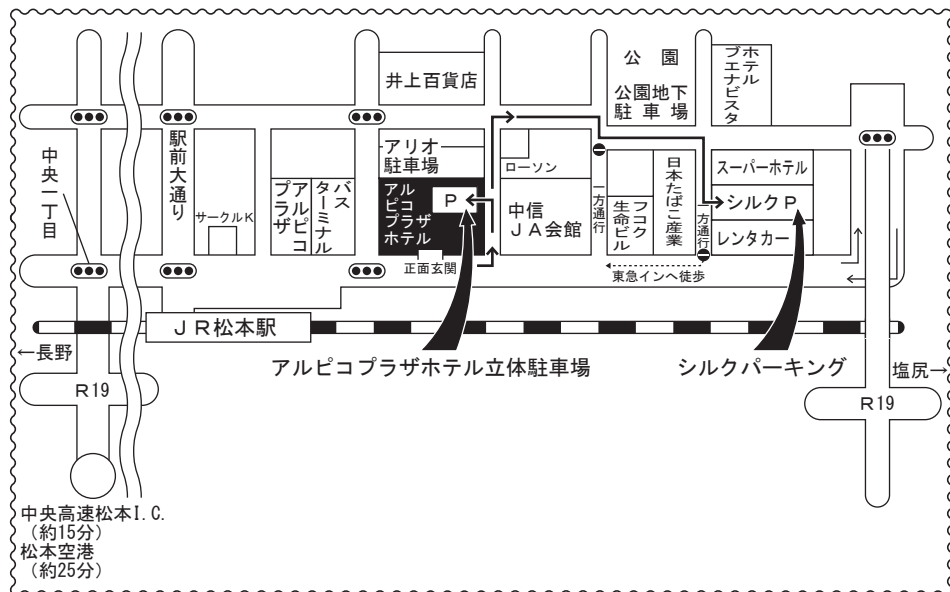 井上百貨店
公園
公園地下
駐車場
ホテル
ブエナビスタ
中央一丁目
駅前大通り
サークルK
アルピコ
プラザ
バス
ターミナル
アリオ
駐車場
アル
ピコ
プラザ
ホテル
P
正面玄関
ローソン
中信
JA会館
一方通行
フコク
生命ビル
日本たばこ産業
一方通行
スーパーホテル
シルクP
レンタカー
東急インへ徒歩
JR松本駅
←長野
アルピコプラザホテル立体駐車場
シルクパーキング
塩尻→
R19
R19
中央高速松本I.C.
(約15分)
松本空港
(約25分)